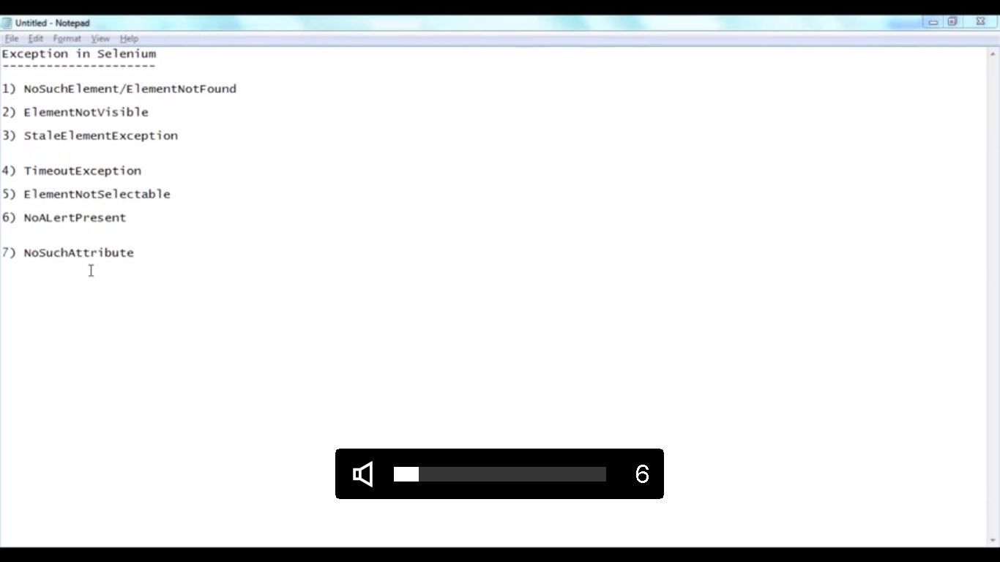 Untitled - Notepad
File Edit Format View Help
Exception in Selenium
---------------------
1) NoSuchElement/ElementNotFound
2) ElementNotVisible
3) StaleElementException
4) TimeoutException
5) ElementNotSelectable
6) NoALertPresent
7) NoSuchAttribute
6